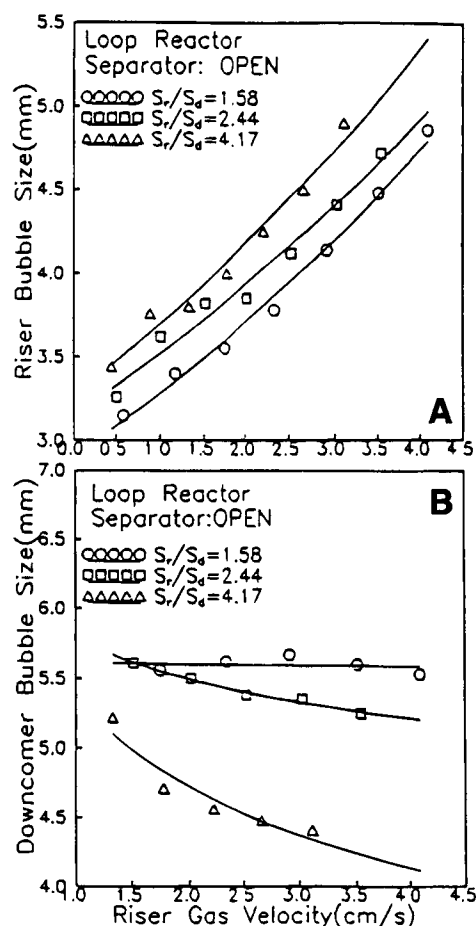 5.5
Loop Reactor
Separator: OPEN
OOOOO Sr/Sd=1.58
□□□□□ Sr/Sd=2.44
△△△△△ Sr/Sd=4.17
5.0
4.5
4.0
3.5
3.0
Riser Bubble Size(mm)
A
0.0 0.5 1.0 1.5 2.0 2.5 3.0 3.5 4.0 4.5
7.0
Loop Reactor
Separator:OPEN
B
OOOOO Sr/Sd=1.58
□□□□□ Sr/Sd=2.44
△△△△△ Sr/Sd=4.17
6.5
6.0
5.5
5.0
4.5
4.0
Downcomer Bubble Size(mm)
1.0 1.5 2.0 2.5 3.0 3.5 4.0 4.5
Riser Gas Velocity(cm/s)